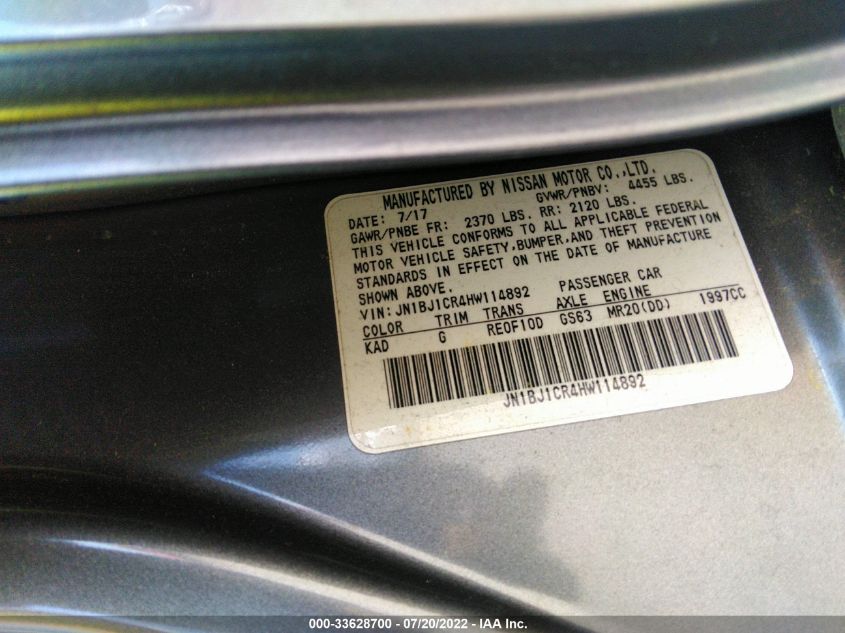 MANUFACTURED BY NISSAN MOTOR CO.,LTD.
DATE: 7/17 GVWR/PNBV: 4455 LBS.
GAWR/PNBE FR: 2370 LBS. RR: 2120 LBS.
THIS VEHICLE CONFORMS TO ALL APPLICABLE FEDERAL
MOTOR VEHICLE SAFETY,BUMPER,AND THEFT PREVENTION
STANDARDS IN EFFECT ON THE DATE OF MANUFACTURE
SHOWN ABOVE.
VIN: JN1BJ1CR4HW114892 PASSENGER CAR
COLOR TRIM TRANS AXLE ENGINE
KAD G RE0F10D GS63 MR20(DD) 1997CC
JN1BJ1CR4HW114892
000-33628700 - 07/20/2022 - IAA Inc.